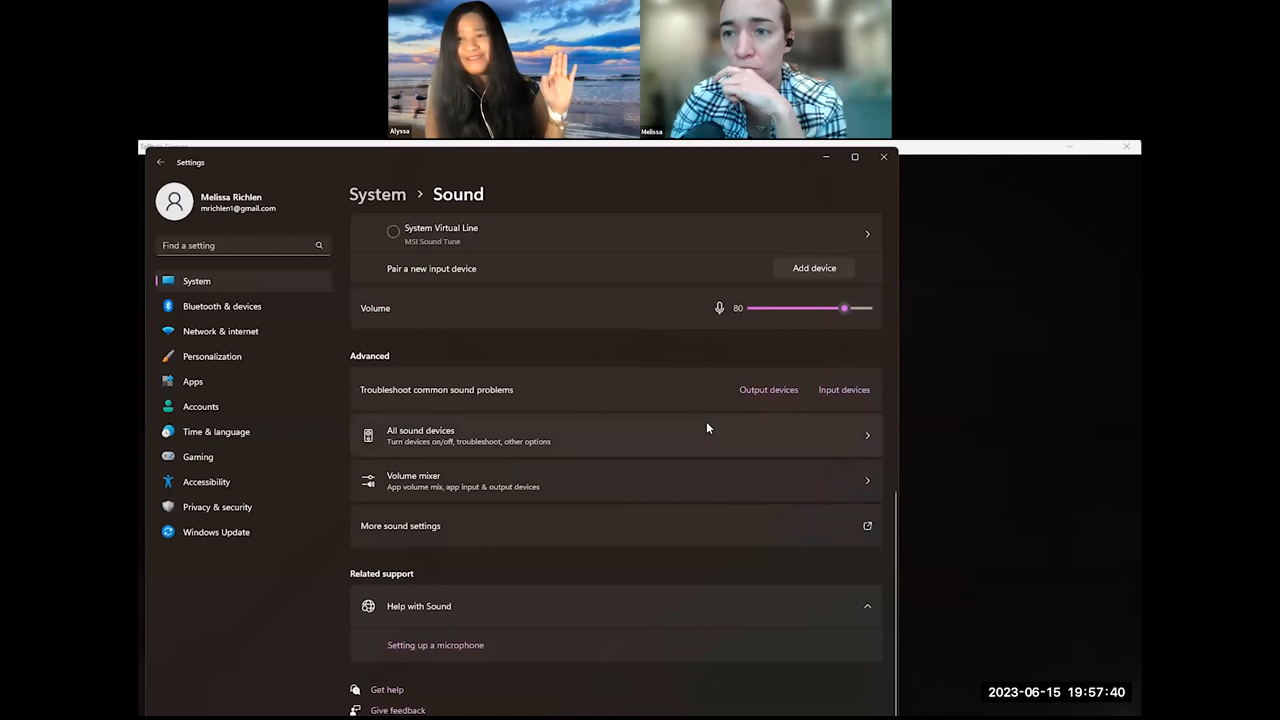 Alyssa
Melissa
Settings
Melissa Richlen
mrichlen1@gmail.com
Find a setting
System
Bluetooth & devices
Network & internet
Personalization
Apps
Accounts
Time & language
Gaming
Accessibility
Privacy & security
Windows Update
System > Sound
System Virtual Line
MSI Sound Tune
Pair a new input device
Add device
Volume
80
Advanced
Troubleshoot common sound problems
Output devices
Input devices
All sound devices
Turn devices on/off, troubleshoot, other options
Volume mixer
App volume mix, app input & output devices
More sound settings
Related support
Help with Sound
Setting up a microphone
Get help
Give feedback
2023-06-15 19:57:40